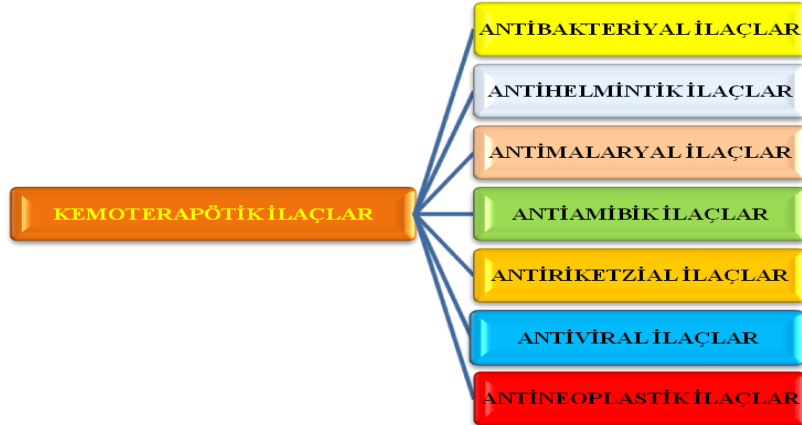 ANTİBAKTERİYAL İLAÇLAR
ANTİHELMİNTİK İLAÇLAR
ANTİMALARYAL İLAÇLAR
KEMOTERAPÖTİK İLAÇLAR
ANTİAMİBİK İLAÇLAR
ANTİRİKETZİAL İLAÇLAR
ANTİVİRAL İLAÇLAR
ANTİNEOPLASTİK İLAÇLAR